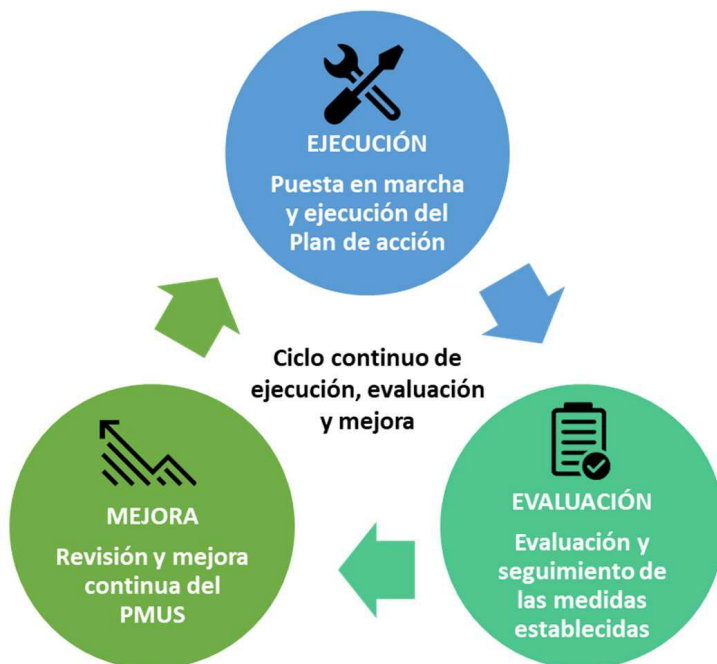 EJECUCIÓN
Puesta en marcha
y ejecución del
Plan de acción
Ciclo continuo de
ejecución, evaluación
y mejora
EVALUACIÓN
Evaluación y
seguimiento de
las medidas
establecidas
MEJORA
Revisión y mejora
continua del
PMUS